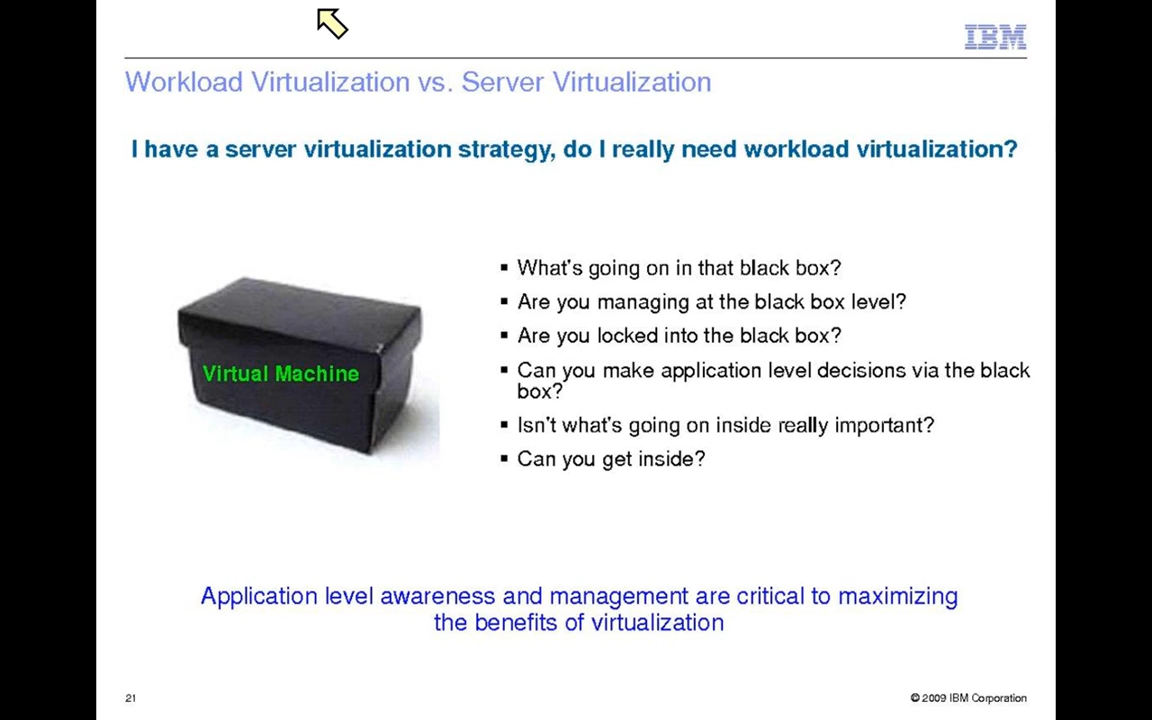 IBM
Workload Virtualization vs. Server Virtualization
I have a server virtualization strategy, do I really need workload virtualization?
Virtual Machine
▪ What's going on in that black box?
▪ Are you managing at the black box level?
▪ Are you locked into the black box?
▪ Can you make application level decisions via the black
box?
▪ Isn't what's going on inside really important?
▪ Can you get inside?
Application level awareness and management are critical to maximizing
the benefits of virtualization
21
© 2009 IBM Corporation